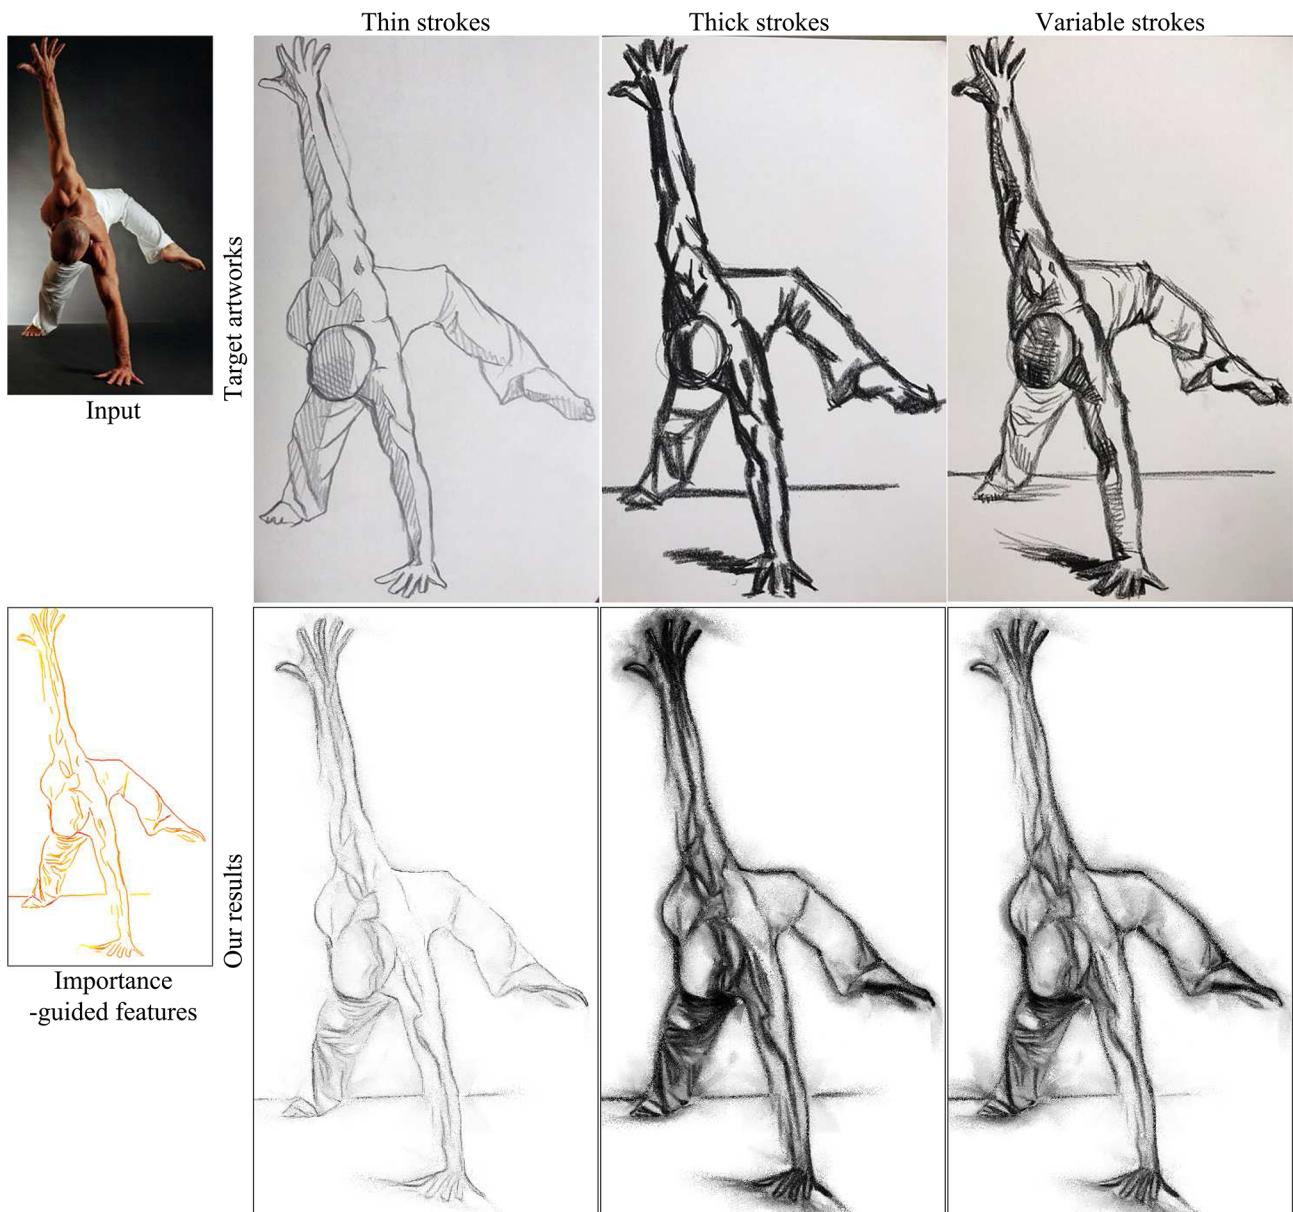 Thin strokes
Thick strokes
Variable strokes
Input
Target artworks
Importance
-guided features
Our results